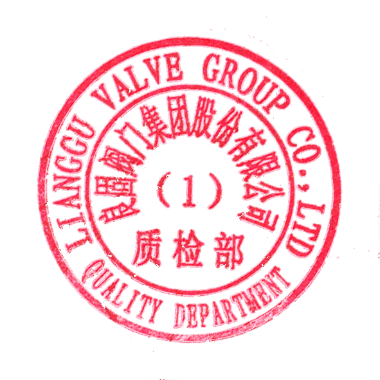 LIANGGU VALVE GROUP CO.,LTD
良固阀门集团股份有限公司
(1)
质检部
QUALITY DEPARTMENT